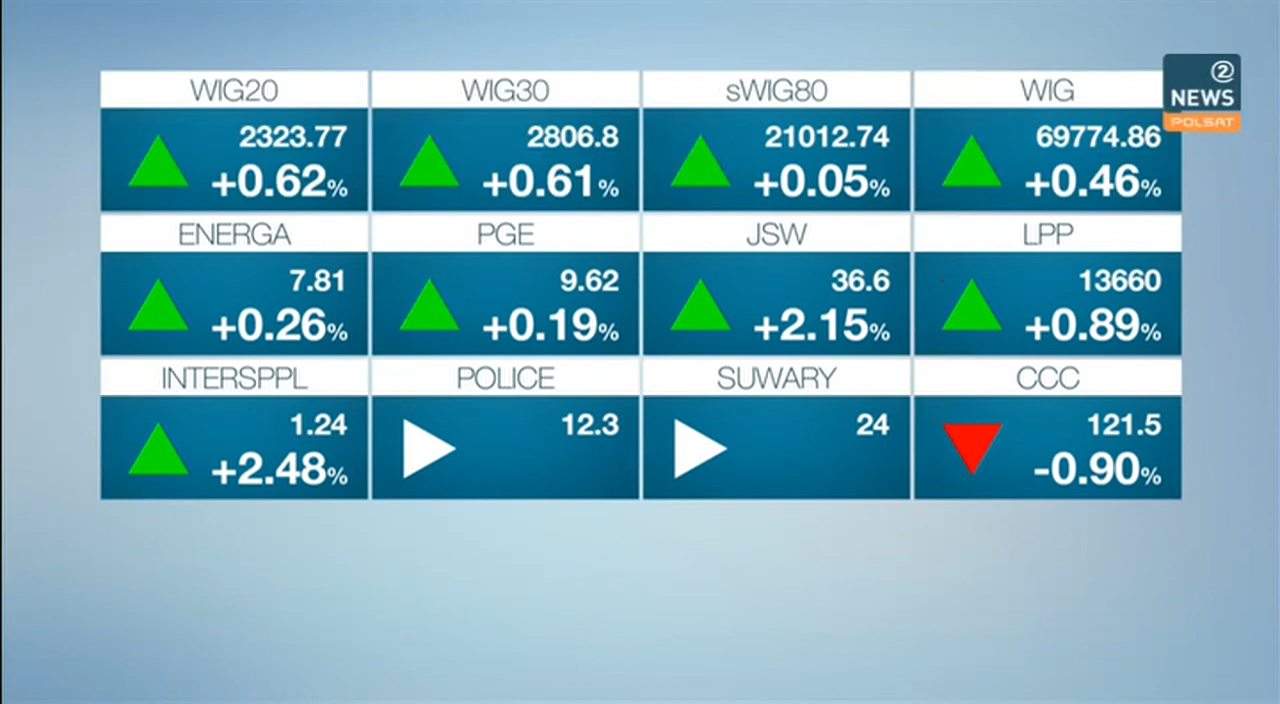 WIG20 WIG30 sWIG80 WIG
2323.77 2806.8 21012.74 69774.86
+0.62% +0.61% +0.05% +0.46%
ENERGA PGE JSW LPP
7.81 9.62 36.6 13660
+0.26% +0.19% +2.15% +0.89%
INTERSPPL POLICE SUWARY CCC
1.24 12.3 24 121.5
+2.48% -0.90%
2
NEWS
POLSAT